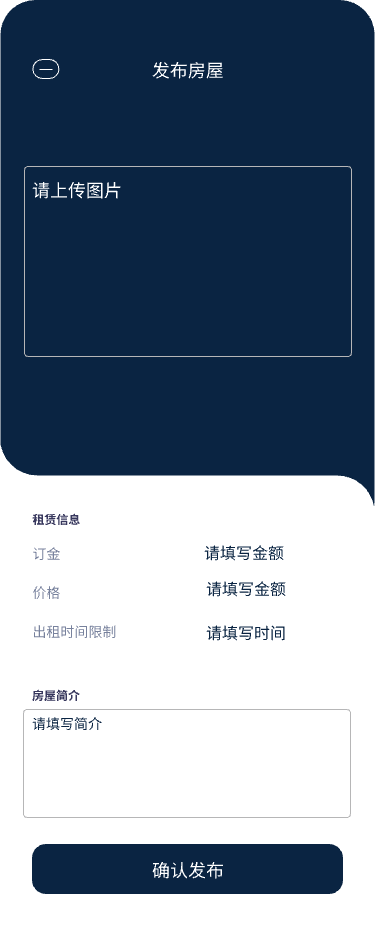 发布房屋
请上传图片
租赁信息
订金 请填写金额
价格 请填写金额
出租时间限制 请填写时间
房屋简介
请填写简介
确认发布